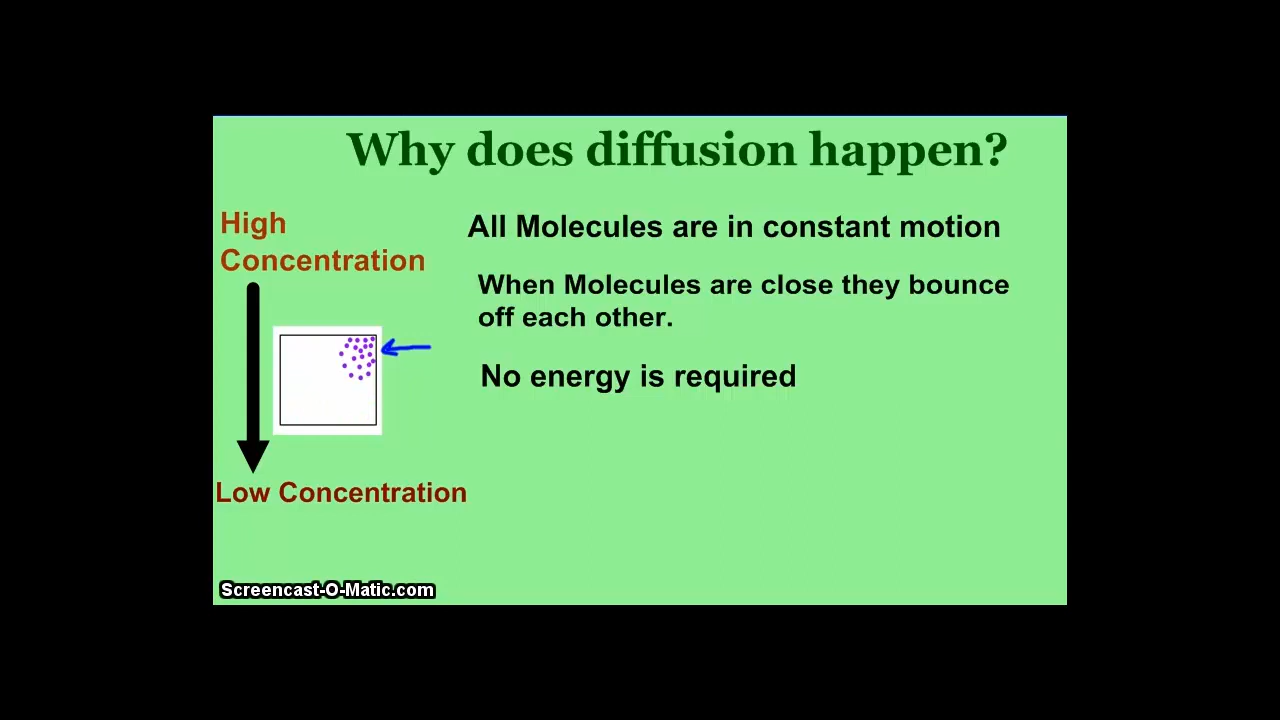 Why does diffusion happen?
High
Concentration
All Molecules are in constant motion
When Molecules are close they bounce
off each other.
No energy is required
Low Concentration
Screencast-O-Matic.com